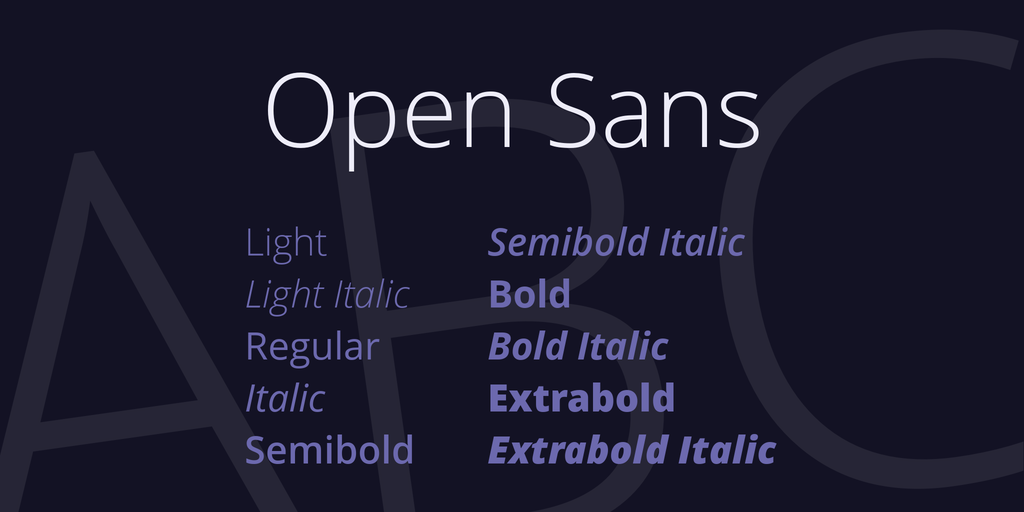 ABC
Open Sans
Light
Light Italic
Regular
Italic
Semibold
Semibold Italic
Bold
Bold Italic
Extrabold
Extrabold Italic